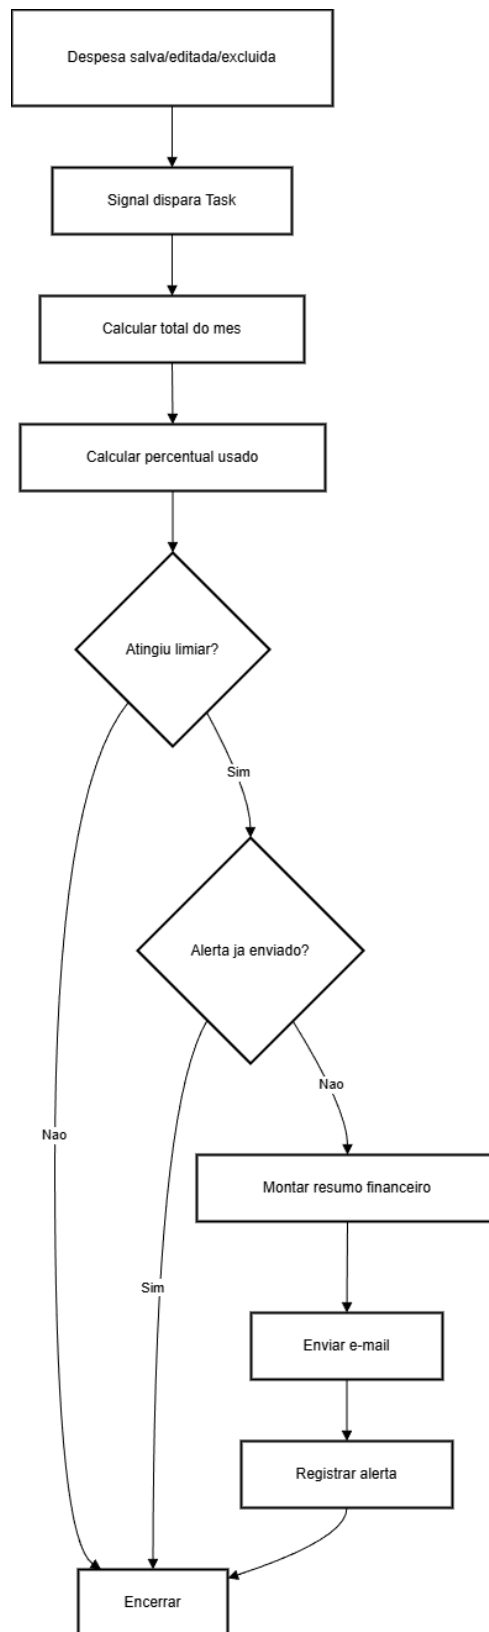 Despesa salva/editada/excluida
Signal dispara Task
Calcular total do mes
Calcular percentual usado
Atingiu limiar?
Sim
Alerta ja enviado?
Nao
Nao
Montar resumo financeiro
Sim
Enviar e-mail
Registrar alerta
Encerrar